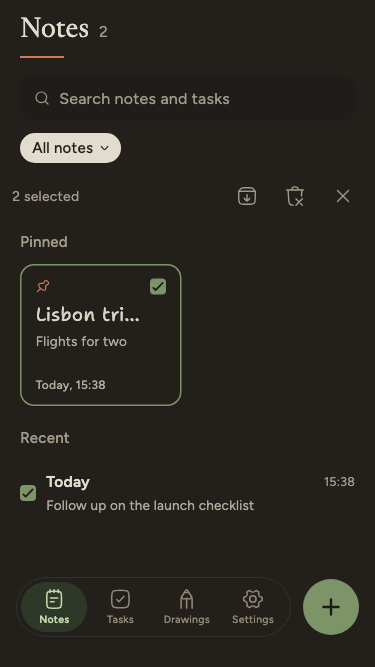 Notes 2
Search notes and tasks
All notes
2 selected
Pinned
Lisbon tri...
Flights for two
Today, 15:38
Recent
Today 15:38
Follow up on the launch checklist
Notes Tasks Drawings Settings